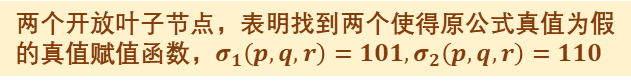 两个开放叶子节点，表明找到两个使得原公式真值为假
的真值赋值函数，σ₁(p, q, r) = 101, σ₂(p, q, r) = 110